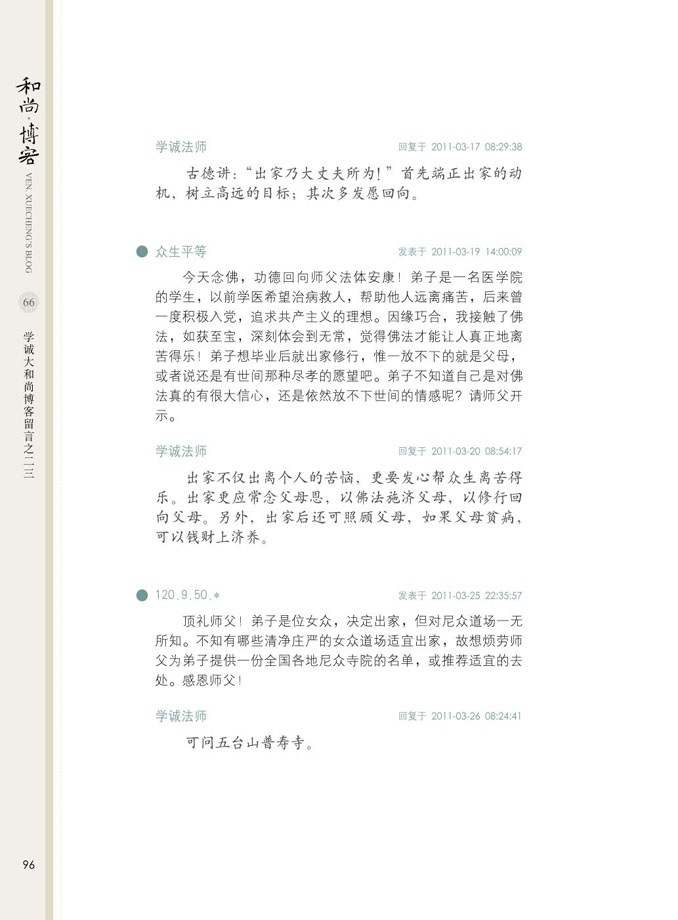 和尚·博客
VEN. XUECHENG'S BLOG
66
学诚大和尚博客留言之二三
学诚法师 回复于 2011-03-17 08:29:38
古德讲：“出家乃大丈夫所为！”首先端正出家的动
机，树立高远的目标；其次多发愿回向。
众生平等 发表于 2011-03-19 14:00:09
今天念佛，功德回向师父法体安康！弟子是一名医学院
的学生，以前学医希望治病救人，帮助他人远离痛苦，后来曾
一度积极入党，追求共产主义的理想。因缘巧合，我接触了佛
法，如获至宝，深刻体会到无常，觉得佛法才能让人真正地离
苦得乐！弟子想毕业后就出家修行，惟一放不下的就是父母，
或者说还是有世间那种尽孝的愿望吧。弟子不知道自己是对佛
法真的有很大信心，还是依然放不下世间的情感呢？请师父开
示。
学诚法师 回复于 2011-03-20 08:54:17
出家不仅出离个人的苦恼，更要发心帮众生离苦得
乐。出家更应常念父母恩，以佛法施济父母，以修行回
向父母。另外，出家后还可照顾父母，如果父母贫病，
可以钱财上济养。
120.9.50.* 发表于 2011-03-25 22:35:57
顶礼师父！弟子是位女众，决定出家，但对尼众道场一无
所知。不知有哪些清净庄严的女众道场适宜出家，故想烦劳师
父为弟子提供一份全国各地尼众寺院的名单，或推荐适宜的去
处。感恩师父！
学诚法师 回复于 2011-03-26 08:24:41
可问五台山普寿寺。
96